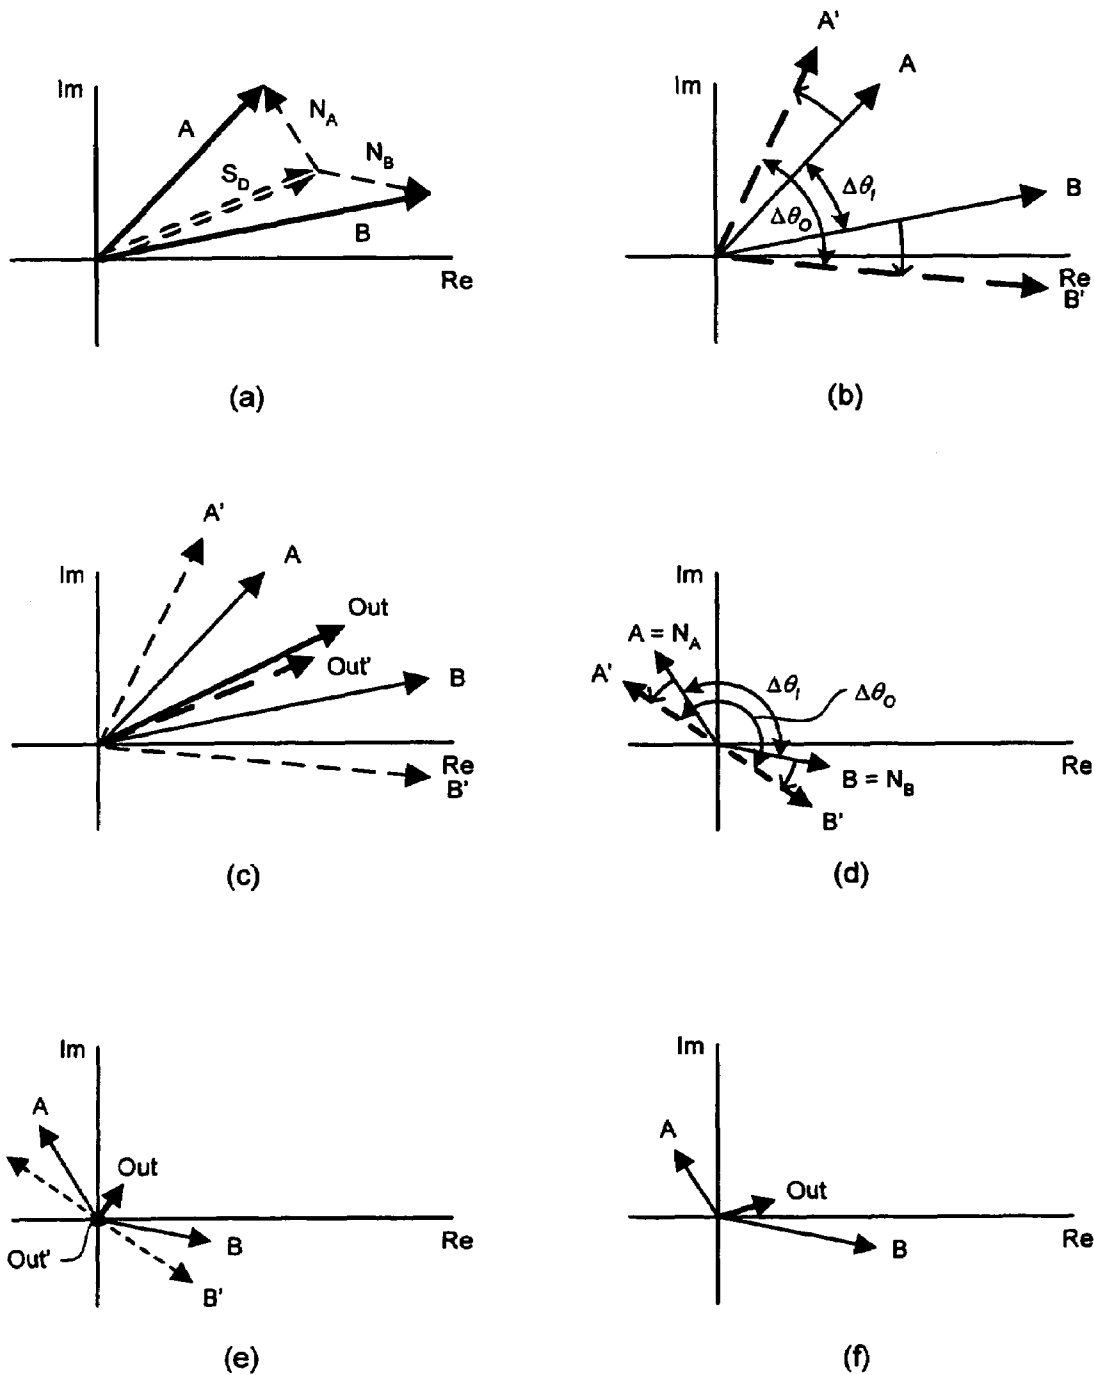 Im
A
N_A
S_D
N_B
B
Re
(a)
A'
Im
A
Δθ_I
B
Δθ_O
Re
B'
(b)
A'
Im
A
Out
Out'
B
Re
B'
(c)
Im
A = N_A
A'
Δθ_I
Δθ_O
Re
B = N_B
B'
(d)
Im
A
Out
B
Re
Out'
B'
(e)
Im
A
Out
B
Re
(f)